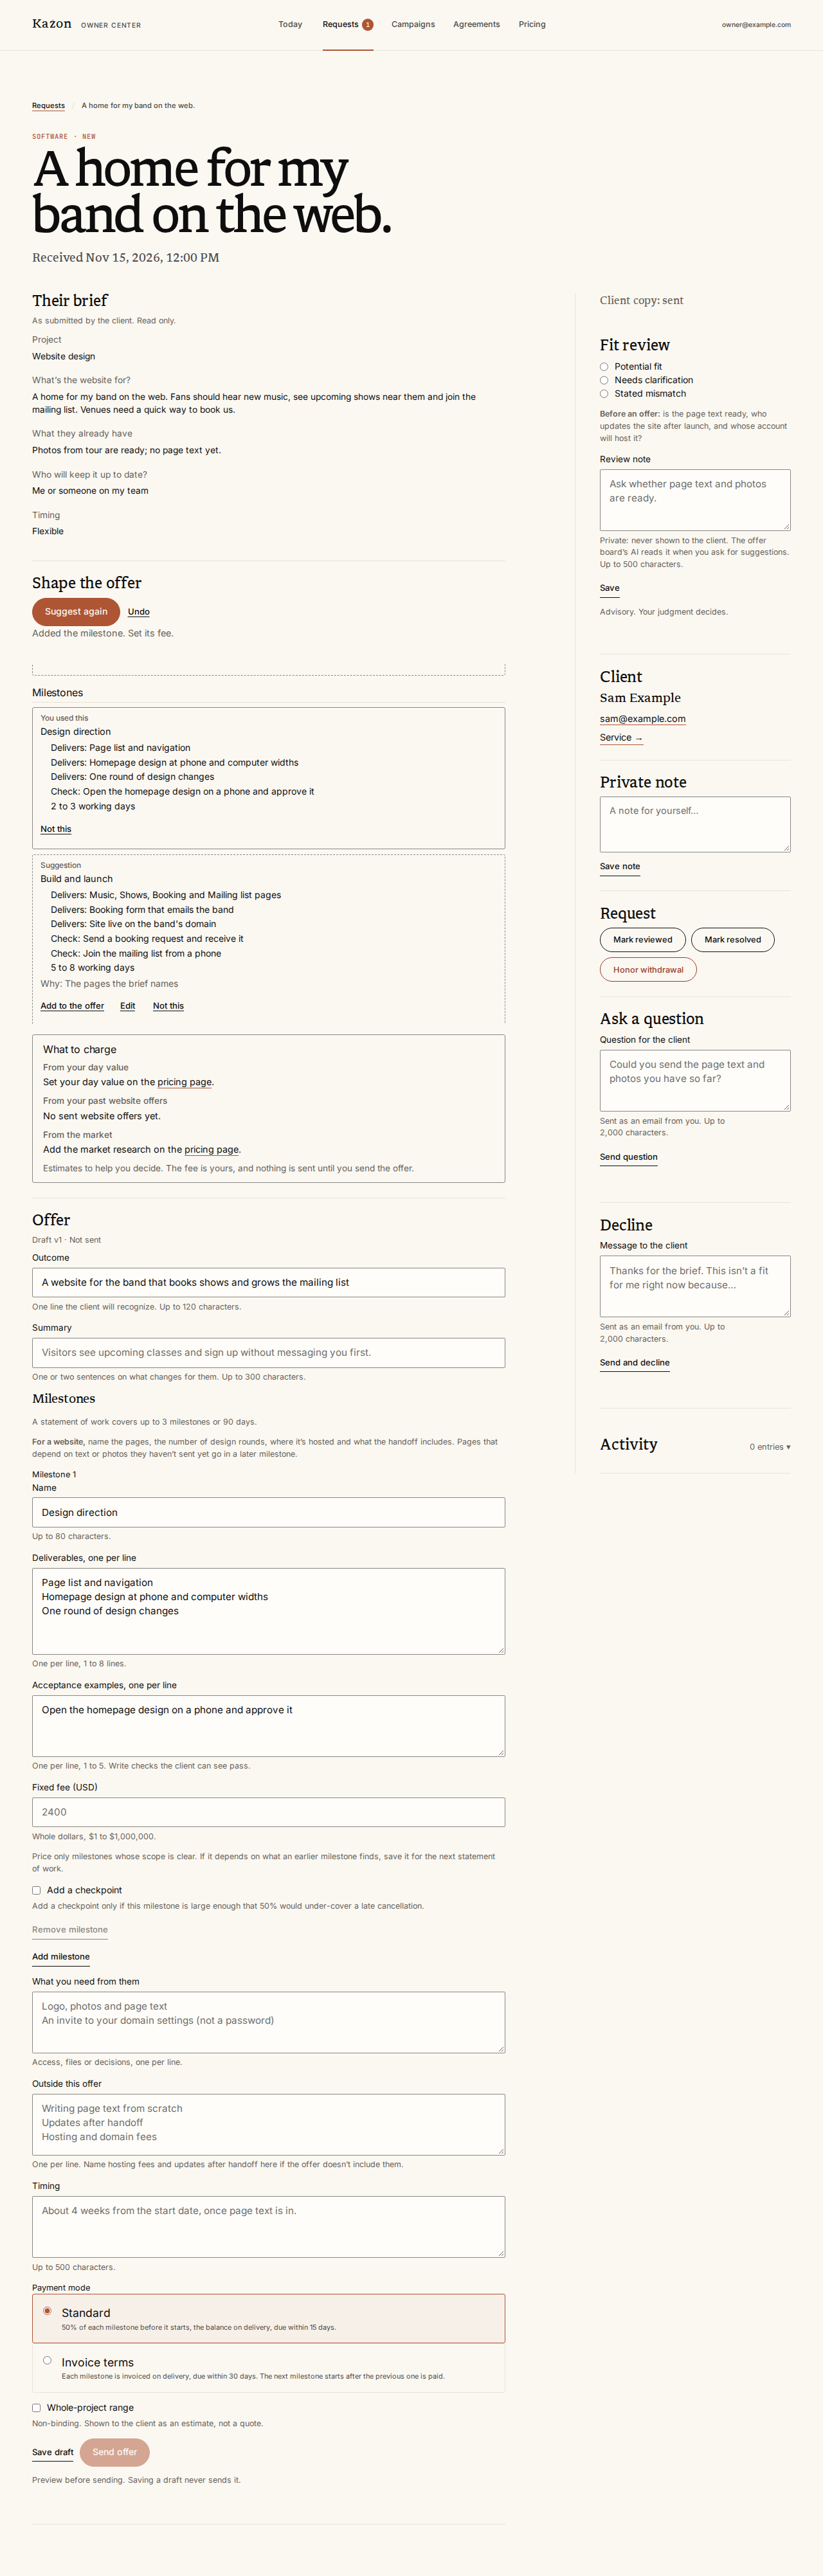 Kazon OWNER CENTER
Today Requests 1 Campaigns Agreements Pricing
owner@example.com
Requests A home for my band on the web.
SOFTWARE · NEW
A home for my
band on the web.
Received Nov 15, 2026, 12:00 PM
Their brief
As submitted by the client. Read only.
Project
Website design
What's the website for?
A home for my band on the web. Fans should hear new music, see upcoming shows near them and join the
mailing list. Venues need a quick way to book us.
What they already have
Photos from tour are ready; no page text yet.
Who will keep it up to date?
Me or someone on my team
Timing
Flexible
Shape the offer
Suggest again Undo
Added the milestone. Set its fee.
Milestones
You used this
Design direction
Delivers: Page list and navigation
Delivers: Homepage design at phone and computer widths
Delivers: One round of design changes
Check: Open the homepage design on a phone and approve it
2 to 3 working days
Not this
Suggestion
Build and launch
Delivers: Music, Shows, Booking and Mailing list pages
Delivers: Booking form that emails the band
Delivers: Site live on the band's domain
Check: Send a booking request and receive it
Check: Join the mailing list from a phone
5 to 8 working days
Why: The pages the brief names
Add to the offer Edit Not this
What to charge
From your day value
Set your day value on the pricing page.
From your past website offers
No sent website offers yet.
From the market
Add the market research on the pricing page.
Estimates to help you decide. The fee is yours, and nothing is sent until you send the offer.
Offer
Draft v1 · Not sent
Outcome
A website for the band that books shows and grows the mailing list
One line the client will recognize. Up to 120 characters.
Summary
Visitors see upcoming classes and sign up without messaging you first.
One or two sentences on what changes for them. Up to 300 characters.
Milestones
A statement of work covers up to 3 milestones or 90 days.
For a website, name the pages, the number of design rounds, where it's hosted and what the handoff includes. Pages that
depend on text or photos they haven't sent yet go in a later milestone.
Milestone 1
Name
Design direction
Up to 80 characters.
Deliverables, one per line
Page list and navigation
Homepage design at phone and computer widths
One round of design changes
One per line, 1 to 8 lines.
Acceptance examples, one per line
Open the homepage design on a phone and approve it
One per line, 1 to 5. Write checks the client can see pass.
Fixed fee (USD)
2400
Whole dollars, $1 to $1,000,000.
Price only milestones whose scope is clear. If it depends on what an earlier milestone finds, save it for the next statement
of work.
Add a checkpoint
Add a checkpoint only if this milestone is large enough that 50% would under-cover a late cancellation.
Remove milestone
Add milestone
What you need from them
Logo, photos and page text
An invite to your domain settings (not a password)
Access, files or decisions, one per line.
Outside this offer
Writing page text from scratch
Updates after handoff
Hosting and domain fees
One per line. Name hosting fees and updates after handoff here if the offer doesn't include them.
Timing
About 4 weeks from the start date, once page text is in.
Up to 500 characters.
Payment mode
Standard
50% of each milestone before it starts, the balance on delivery, due within 15 days.
Invoice terms
Each milestone is invoiced on delivery, due within 30 days. The next milestone starts after the previous one is paid.
Whole-project range
Non-binding. Shown to the client as an estimate, not a quote.
Save draft Send offer
Preview before sending. Saving a draft never sends it.
Client copy: sent
Fit review
Potential fit
Needs clarification
Stated mismatch
Before an offer: is the page text ready, who
updates the site after launch, and whose account
will host it?
Review note
Ask whether page text and photos
are ready.
Private: never shown to the client. The offer
board's AI reads it when you ask for suggestions.
Up to 500 characters.
Save
Advisory. Your judgment decides.
Client
Sam Example
sam@example.com
Service →
Private note
A note for yourself…
Save note
Request
Mark reviewed Mark resolved
Honor withdrawal
Ask a question
Question for the client
Could you send the page text and
photos you have so far?
Sent as an email from you. Up to
2,000 characters.
Send question
Decline
Message to the client
Thanks for the brief. This isn't a fit
for me right now because…
Sent as an email from you. Up to
2,000 characters.
Send and decline
Activity 0 entries ▾